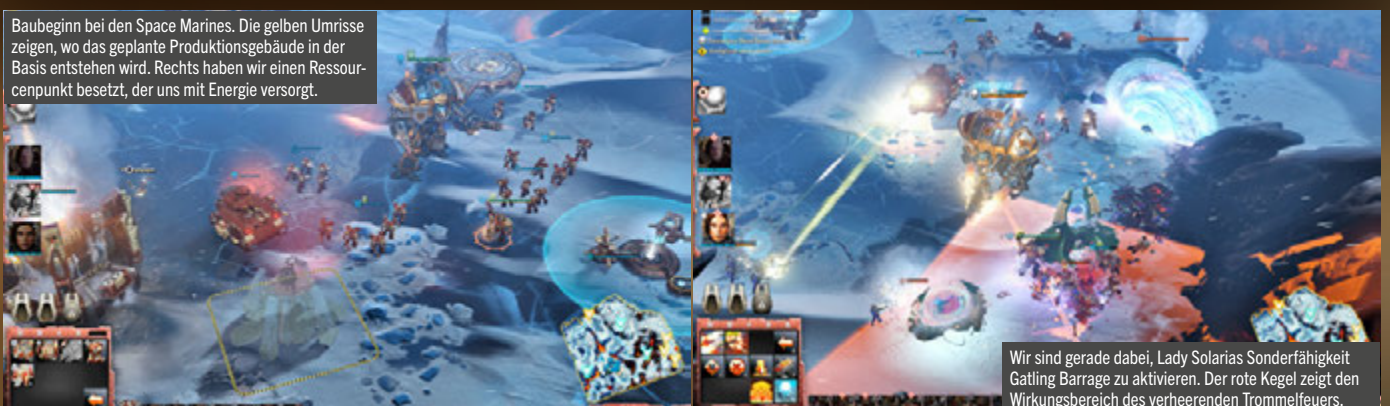 Baubeginn bei den Space Marines. Die gelben Umrisse
zeigen, wo das geplante Produktionsgebäude in der
Basis entstehen wird. Rechts haben wir einen Ressour-
cenpunkt besetzt, der uns mit Energie versorgt.
Wir sind gerade dabei, Lady Solarias Sonderfähigkeit
Gatling Barrage zu aktivieren. Der rote Kegel zeigt den
Wirkungsbereich des verheerenden Trommelfeuers.